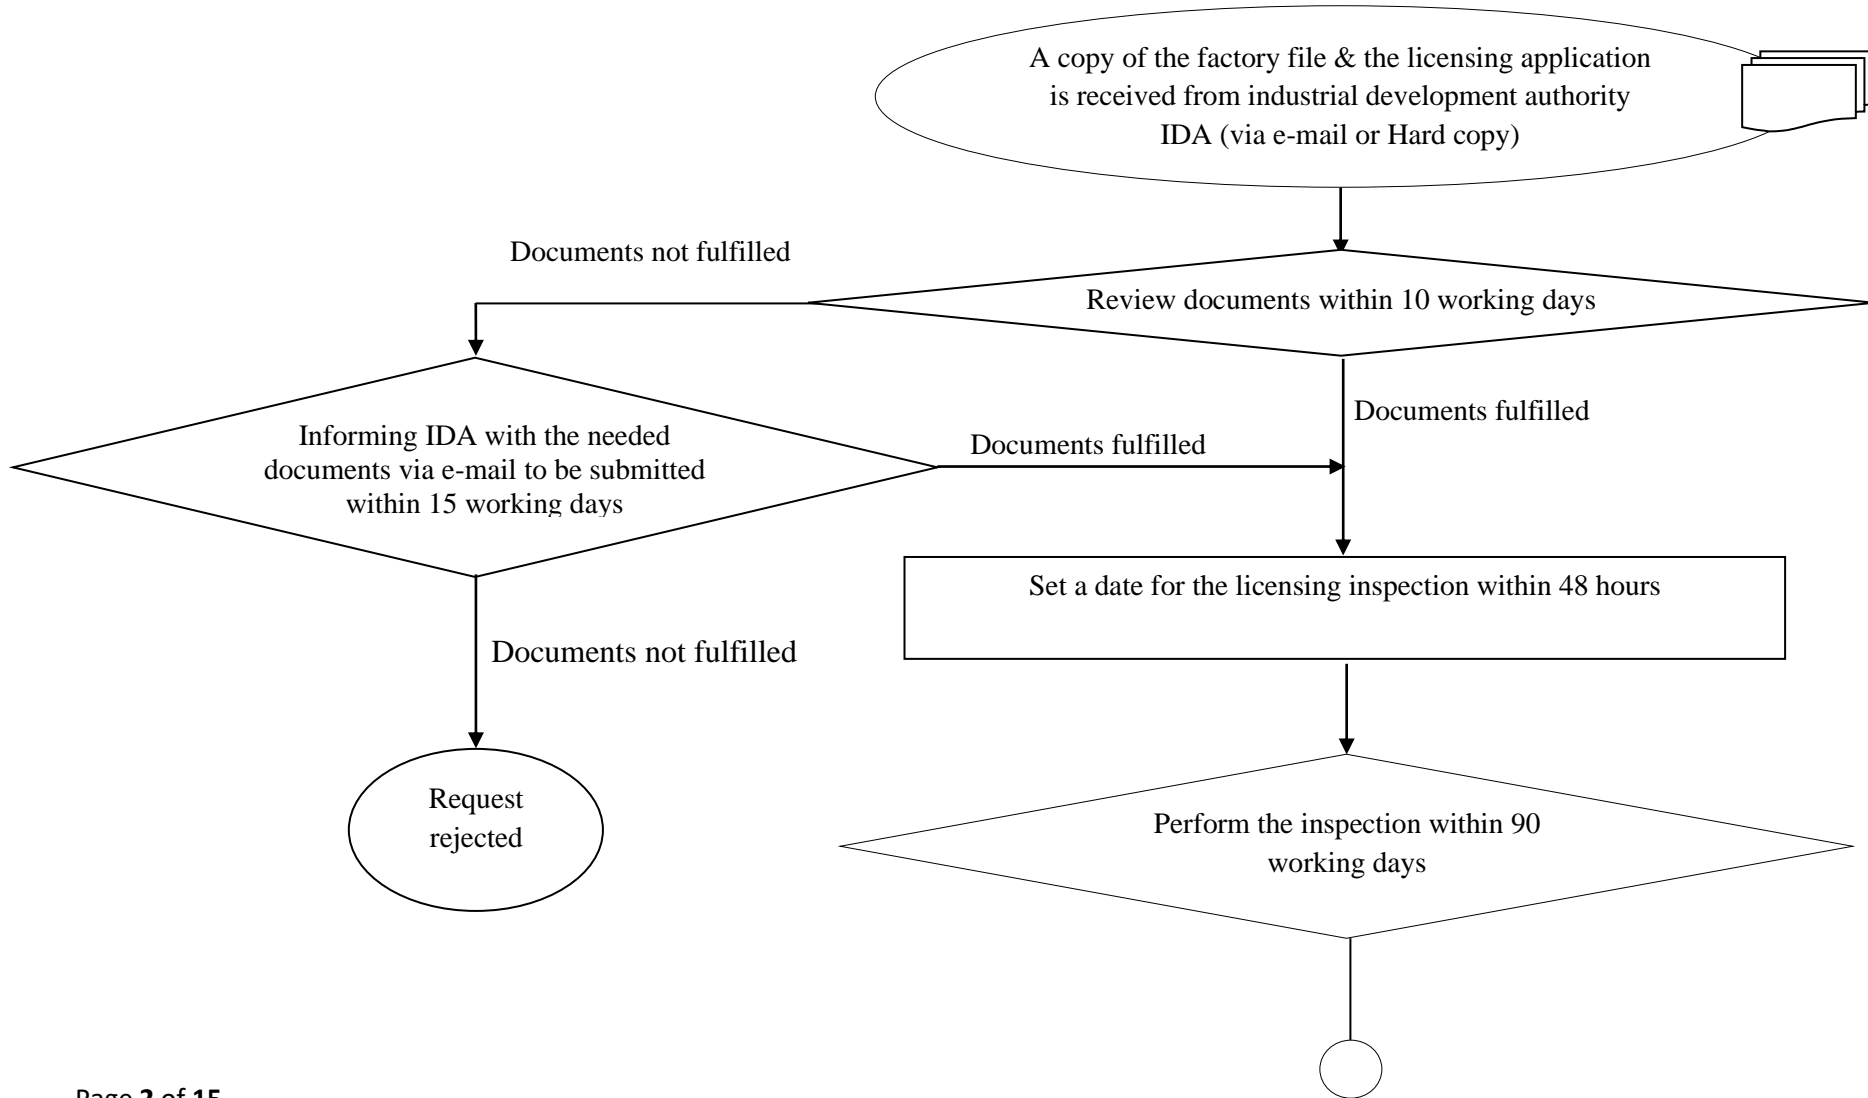 A copy of the factory file & the licensing application
is received from industrial development authority
IDA (via e-mail or Hard copy)
Documents not fulfilled
Review documents within 10 working days
Documents fulfilled
Informing IDA with the needed
documents via e-mail to be submitted
within 15 working days
Documents fulfilled
Set a date for the licensing inspection within 48 hours
Documents not fulfilled
Request
rejected
Perform the inspection within 90
working days
Page 2 of 15